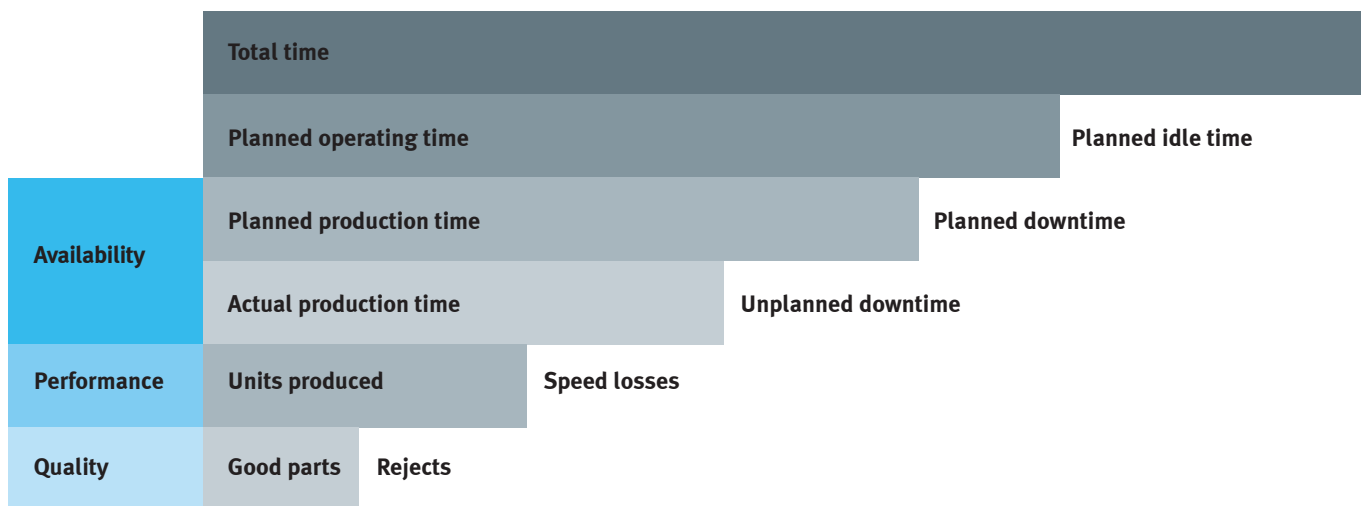 Total time
Planned operating time
Planned idle time
Availability
Planned production time
Planned downtime
Actual production time
Unplanned downtime
Performance
Units produced
Speed losses
Quality
Good parts
Rejects